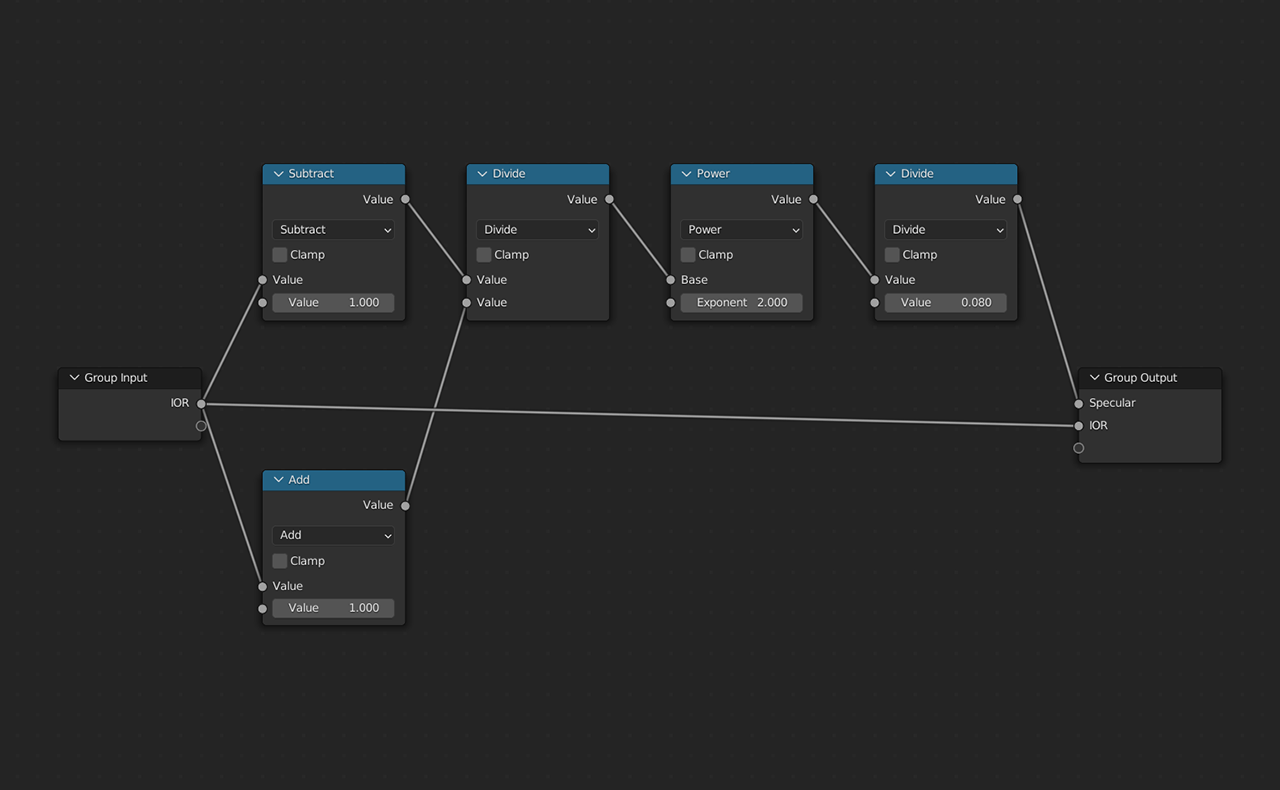 Subtract
Value
Subtract
Clamp
Value
Value 1.000
Divide
Value
Divide
Clamp
Value
Value
Power
Value
Power
Clamp
Base
Exponent 2.000
Divide
Value
Divide
Clamp
Value
Value 0.080
Group Input
IOR
Group Output
Specular
IOR
Add
Value
Add
Clamp
Value
Value 1.000